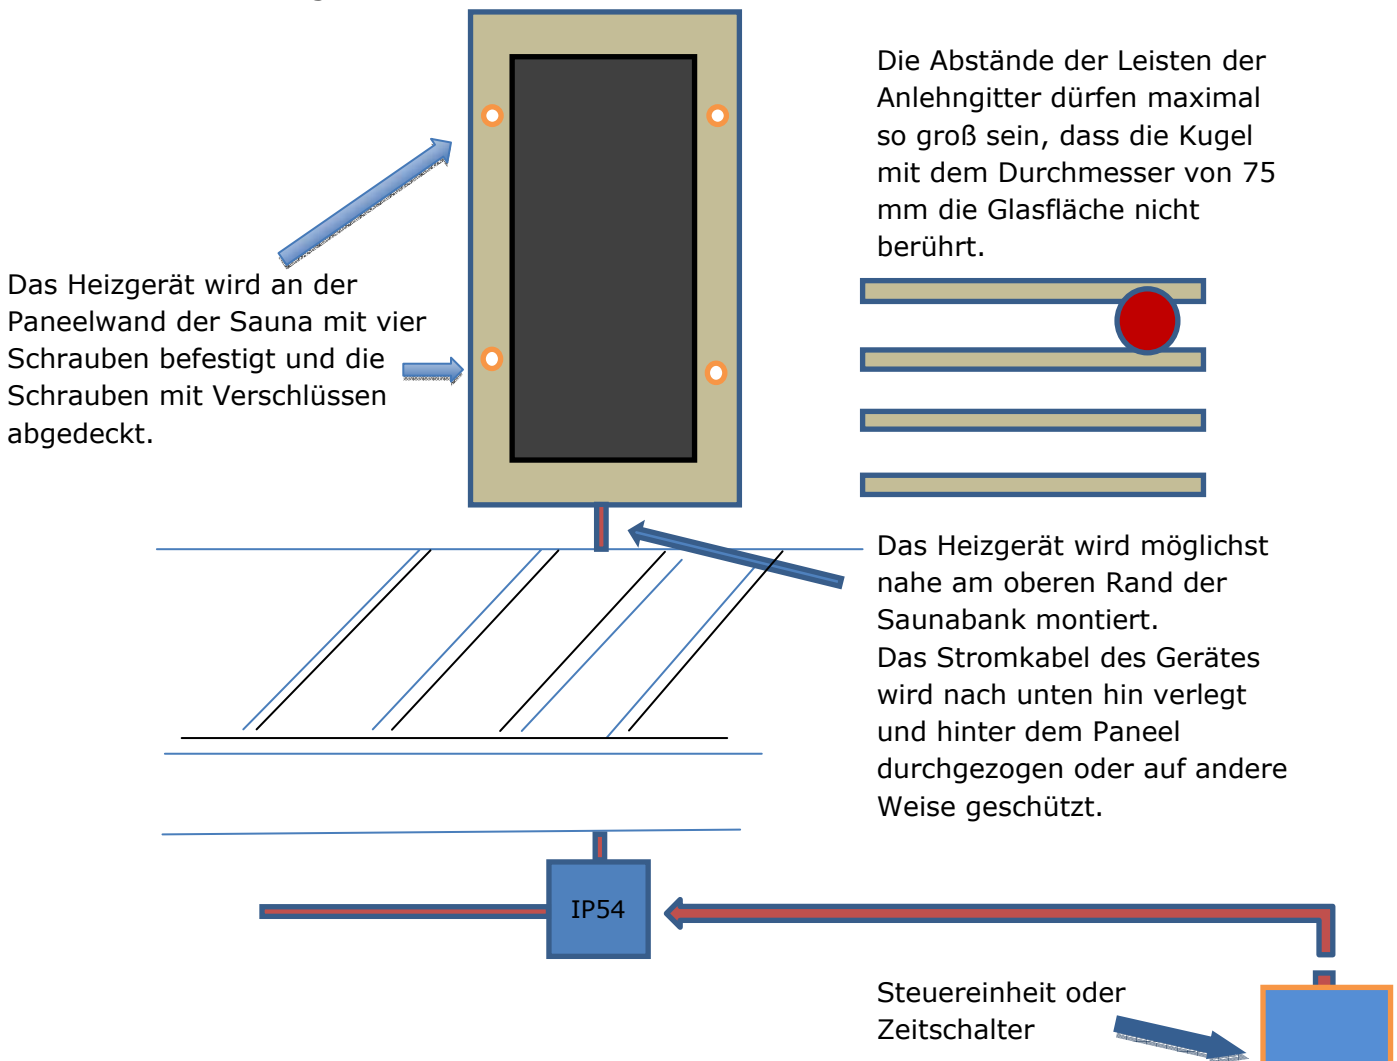 Die Abstände der Leisten der
Anlehngitter dürfen maximal
so groß sein, dass die Kugel
mit dem Durchmesser von 75
mm die Glasfläche nicht
berührt.
Das Heizgerät wird an der
Paneelwand der Sauna mit vier
Schrauben befestigt und die
Schrauben mit Verschlüssen
abgedeckt.
Das Heizgerät wird möglichst
nahe am oberen Rand der
Saunabank montiert.
Das Stromkabel des Gerätes
wird nach unten hin verlegt
und hinter dem Paneel
durchgezogen oder auf andere
Weise geschützt.
IP54
Steuereinheit oder
Zeitschalter